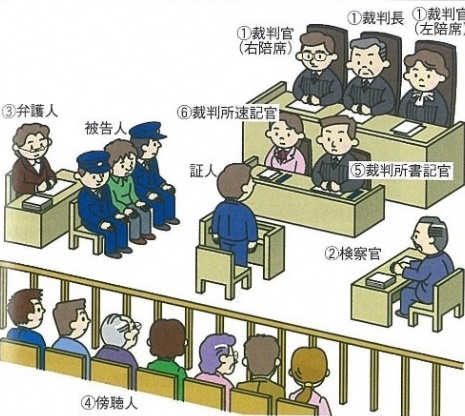 ①裁判官
(右陪席)
①裁判長
①裁判官
(左陪席)
③弁護人
被告人
⑥裁判所速記官
証人
⑤裁判所書記官
②検察官
④傍聴人